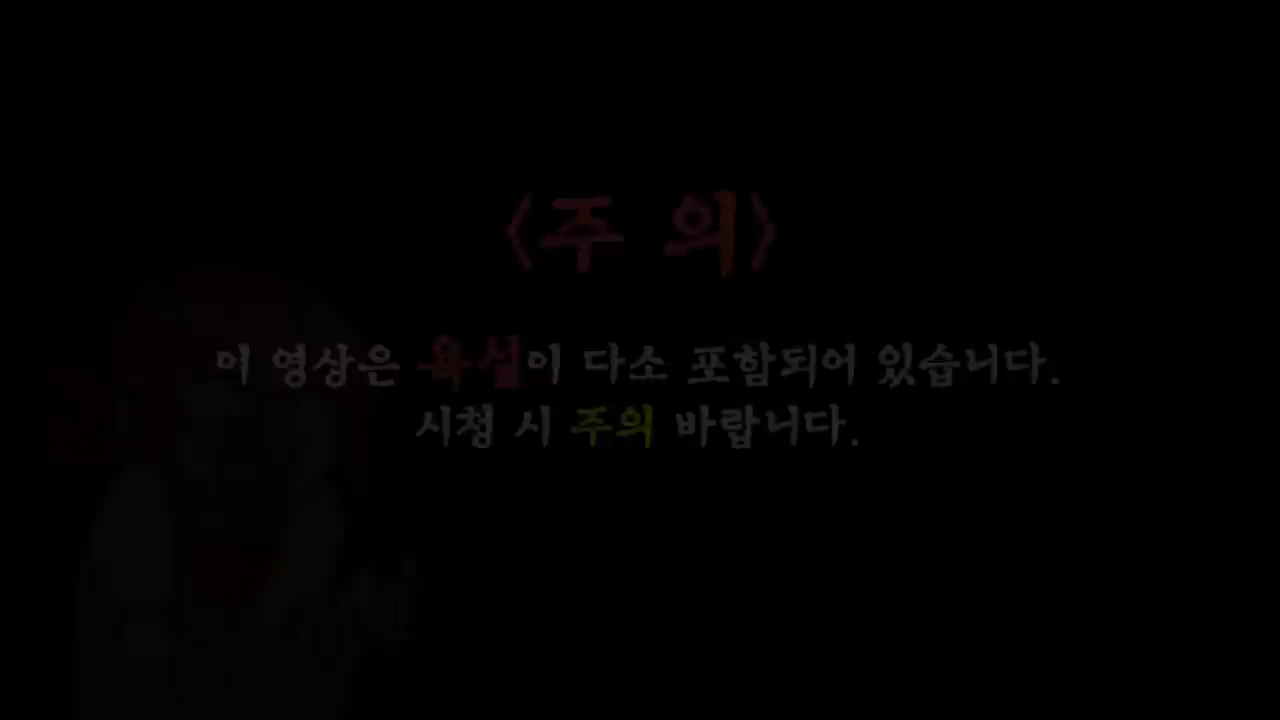 〈주 의〉
이 영상은 욕설이 다소 포함되어 있습니다.
시청 시 주의 바랍니다.